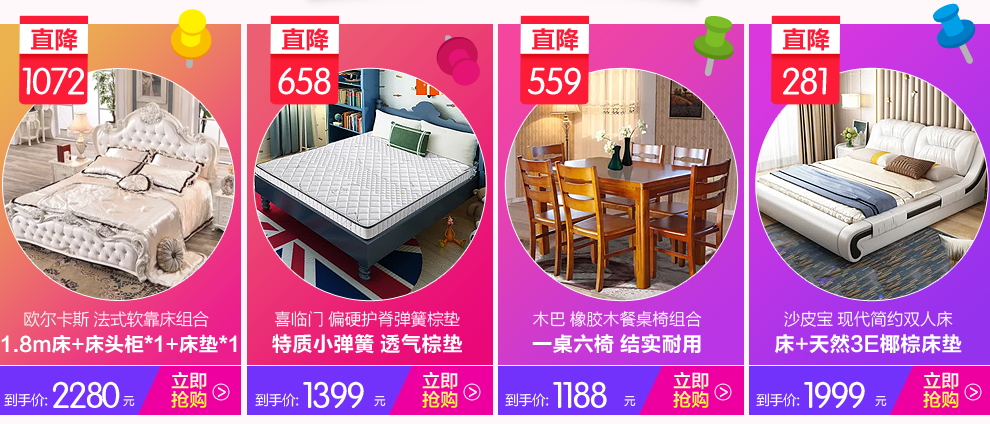 直降
1072
欧尔卡斯 法式软靠床组合
1.8m床+床头柜*1+床垫*1
到手价: 2280 元
立即
抢购
直降
658
喜临门 偏硬护脊弹簧棕垫
特质小弹簧 透气棕垫
到手价: 1399 元
立即
抢购
直降
559
木巴 橡胶木餐桌椅组合
一桌六椅 结实耐用
到手价: 1188 元
立即
抢购
直降
281
沙皮宝 现代简约双人床
床+天然3E椰棕床垫
到手价: 1999 元
立即
抢购